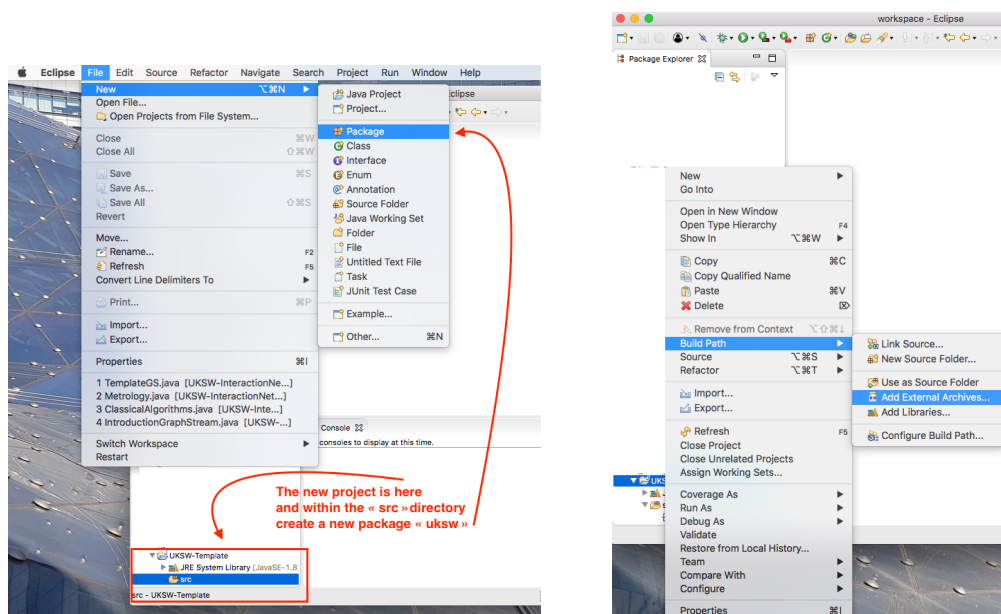 Eclipse File Edit Source Refactor Navigate Search Project Run Window Help
New ⌥⌘N
Open File...
Open Projects from File System...
Close ⌘W
Close All ⇧⌘W
Save ⌘S
Save As...
Save All ⇧⌘S
Revert
Move...
Rename... F2
Refresh F5
Convert Line Delimiters To
Print... ⌘P
Import...
Export...
Properties ⌘I
1 TemplateGS.java [UKSW-InteractionNe...]
2 Metrology.java [UKSW-InteractionNet...]
3 ClassicalAlgorithms.java [UKSW-Inte...]
4 IntroductionGraphStream.java [UKSW-...]
Switch Workspace
Restart
Java Project
Project...
Package
Class
Interface
Enum
Annotation
Source Folder
Java Working Set
Folder
File
Untitled Text File
Task
JUnit Test Case
Example...
Other... ⌘N
clipse
Console
consoles to display at this time.
The new project is here
and within the « src » directory
create a new package « uksw »
UKSW-Template
JRE System Library [JavaSE-1.8
src
src - UKSW-Template
workspace - Eclipse
Package Explorer
New
Go Into
Open in New Window
Open Type Hierarchy F4
Show In ⌥⌘W
Copy ⌘C
Copy Qualified Name
Paste ⌘V
Delete ⌦
Remove from Context ⌥⇧⌘↓
Build Path
Source ⌥⌘S
Refactor ⌥⌘T
Import...
Export...
Refresh F5
Close Project
Close Unrelated Projects
Assign Working Sets...
Coverage As
Run As
Debug As
Validate
Restore from Local History...
Team
Compare With
Configure
Properties ⌘I
Link Source...
New Source Folder...
Use as Source Folder
Add External Archives...
Add Libraries...
Configure Build Path...
UKS